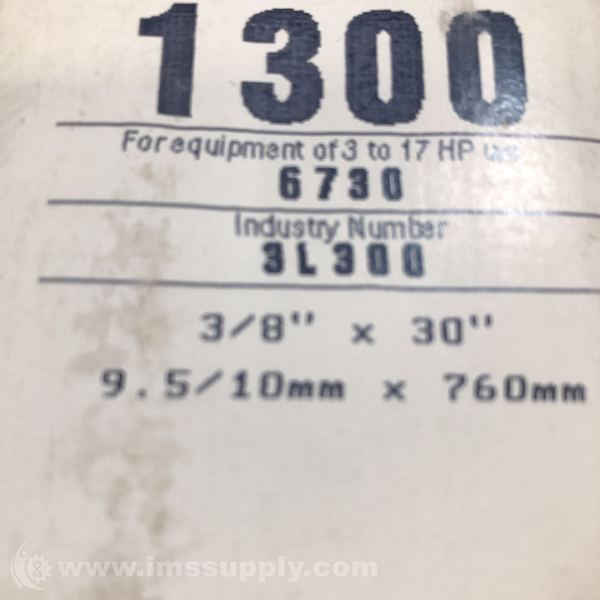 1300
For equipment of 3 to 17 HP use
6730
Industry Number
3L300
3/8" x 30"
9.5/10mm x 760mm
www.imssupply.com